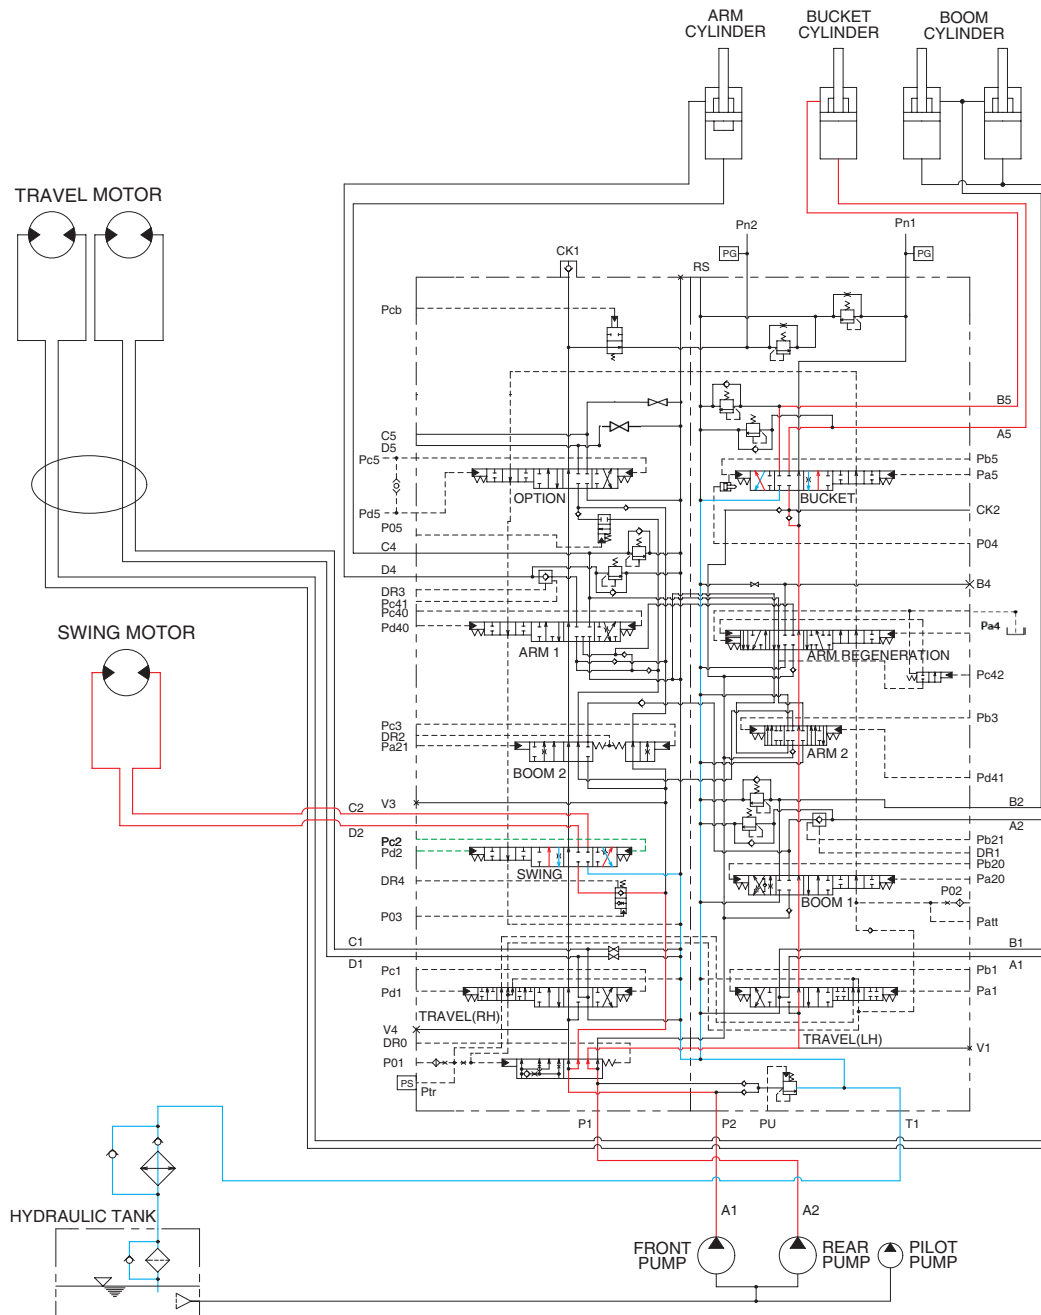 ARM
CYLINDER
BUCKET
CYLINDER
BOOM
CYLINDER
TRAVEL MOTOR
Pn2
Pn1
PG
PG
CK1
RS
Pcb
B5
C5
D5
A5
Pc5
Pb5
Pa5
OPTION
BUCKET
Pd5
CK2
P05
P04
C4
D4
B4
DR3
Pc41
Pc40
Pd40
Pa4
SWING MOTOR
ARM 1
ARM REGENERATION
Pc42
Pc3
DR2
Pa21
Pb3
BOOM 2
ARM 2
Pd41
C2
V3
B2
D2
A2
Pc2
Pd2
Pb21
DR1
Pb20
Pa20
SWING
DR4
BOOM 1
P02
P03
Patt
C1
D1
B1
A1
Pc1
Pb1
Pd1
Pa1
TRAVEL(RH)
V4
DR0
TRAVEL(LH)
V1
P01
PS
Ptr
P1
P2
PU
T1
HYDRAULIC TANK
A1
A2
FRONT
PUMP
REAR
PUMP
PILOT
PUMP